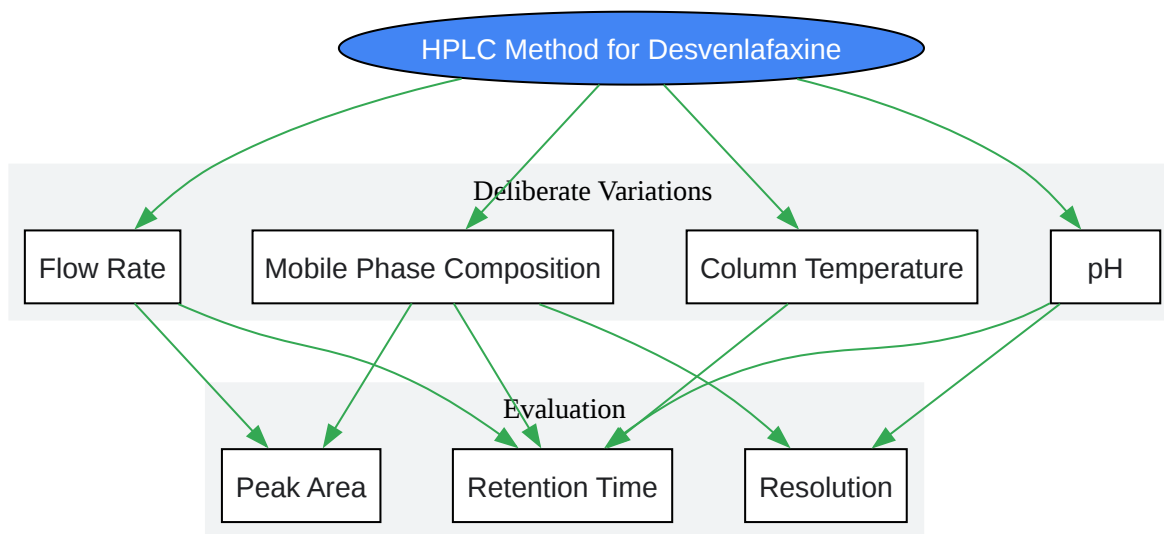 HPLC Method for Desvenlafaxine
Deliberate Variations
Flow Rate
Mobile Phase Composition
Column Temperature
pH
Evaluation
Peak Area
Retention Time
Resolution